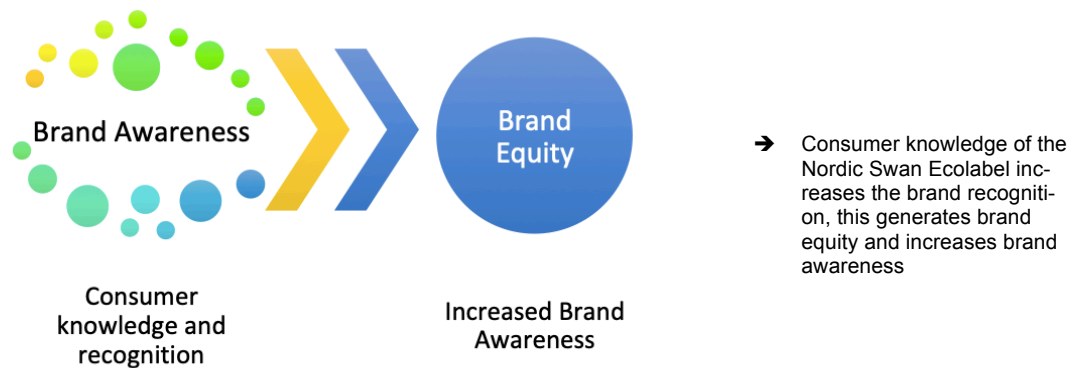 Brand Awareness
Consumer
knowledge and
recognition
Brand
Equity
Increased Brand
Awareness
➔ Consumer knowledge of the
Nordic Swan Ecolabel inc-
reases the brand recogniti-
on, this generates brand
equity and increases brand
awareness